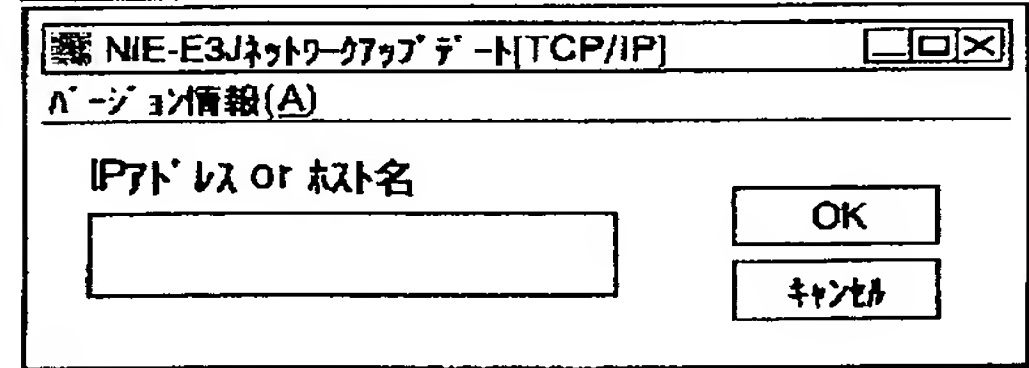 NIE-E3Jﾈｯﾄﾜｰｸｱｯﾌﾟﾃﾞｰﾄ[TCP/IP]
ﾊﾞｰｼﾞｮﾝ情報(A)
IPｱﾄﾞﾚｽ or ﾎｽﾄ名
OK
ｷｬﾝｾﾙ